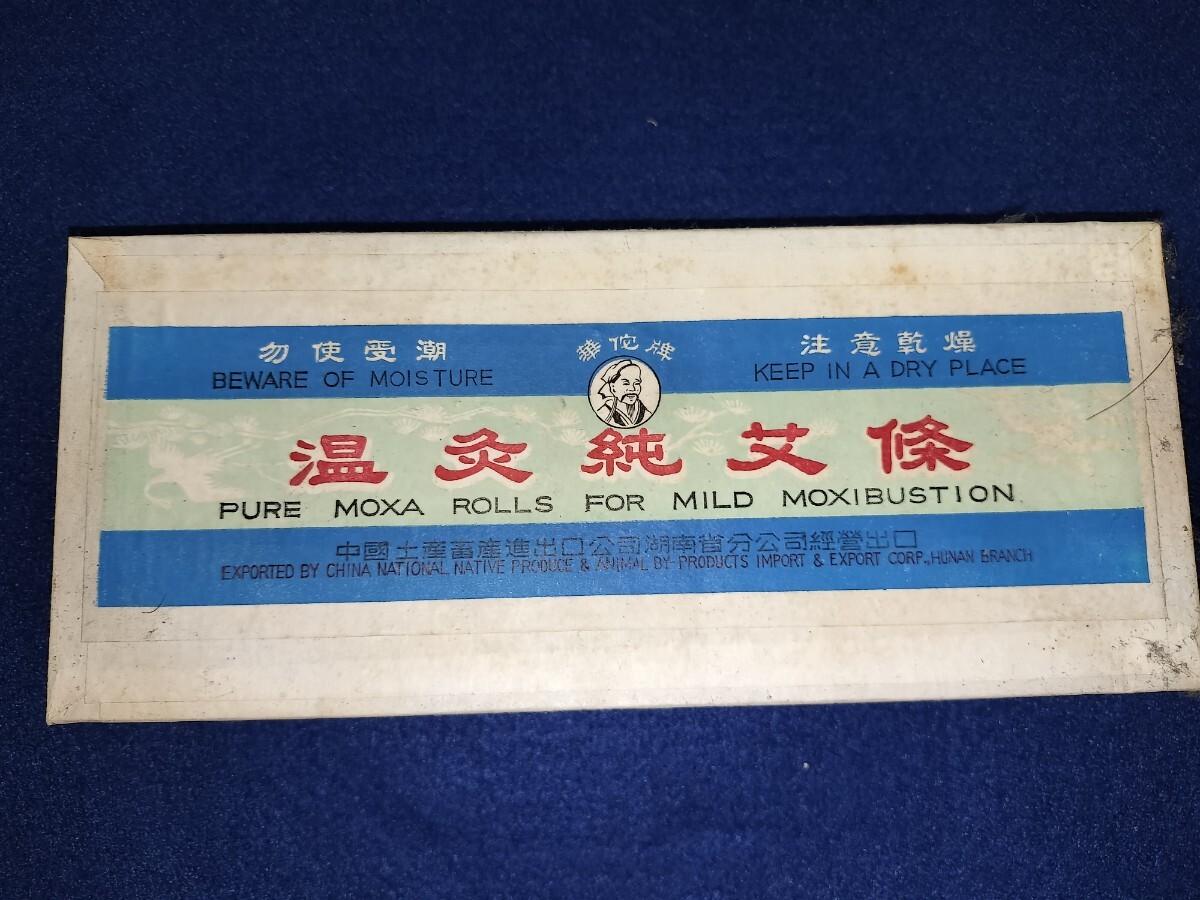 勿使受潮
BEWARE OF MOISTURE
華佗牌
注意乾燥
KEEP IN A DRY PLACE
温灸純艾條
PURE MOXA ROLLS FOR MILD MOXIBUSTION
中國土產畜產進出口公司湖南省分公司經營出口
EXPORTED BY CHINA NATIONAL NATIVE PRODUCE & ANIMAL BY-PRODUCTS IMPORT & EXPORT CORP., HUNAN BRANCH